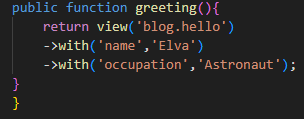 public function greeting(){
return view('blog.hello')
->with('name','Elva')
->with('occupation','Astronaut');
}
}